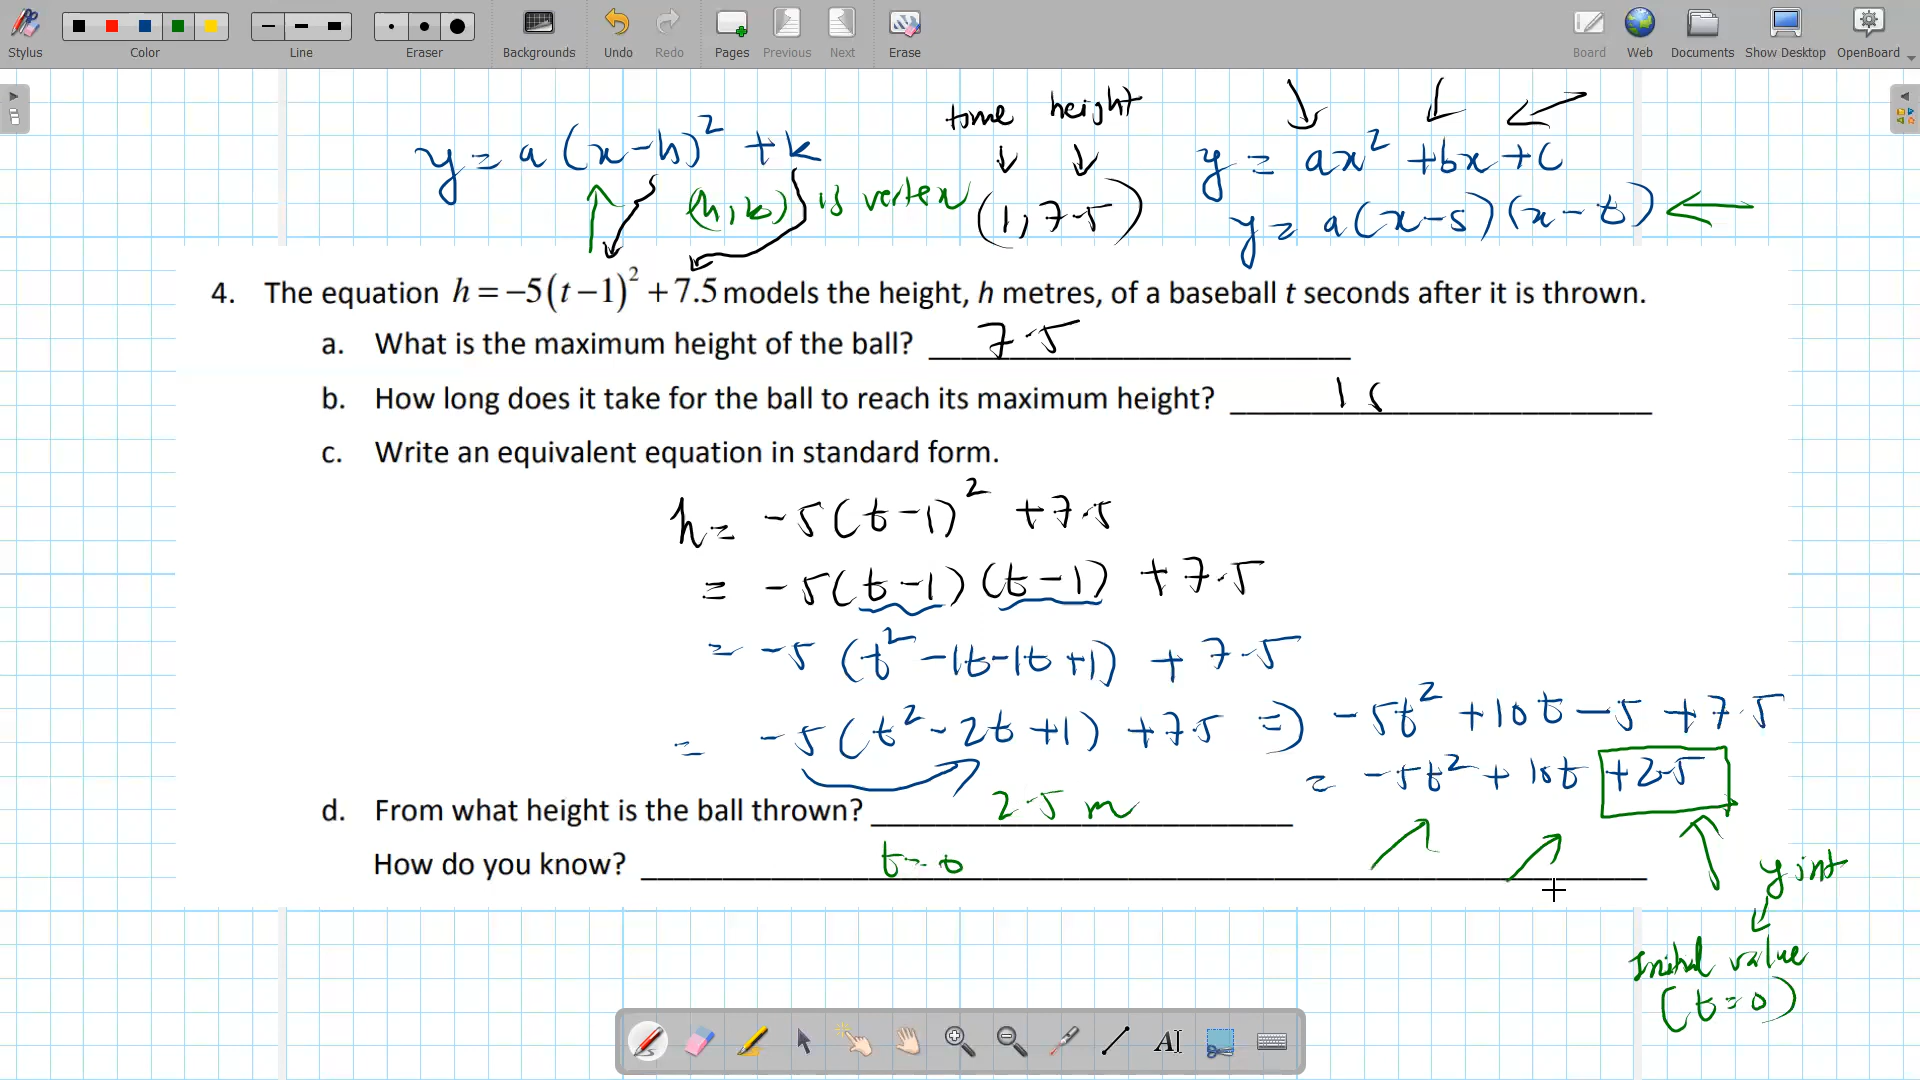 Stylus Color Line Eraser Backgrounds Undo Redo Pages Previous Next Erase Board Web Documents Show Desktop OpenBoard
time height
y = a(x-h)² + k
y = ax² + bx + c
(h, k) is vertex (1, 7.5)
y = a(x-s)(x-t)
4. The equation h = −5(t−1)² + 7.5 models the height, h metres, of a baseball t seconds after it is thrown.
a. What is the maximum height of the ball? 7.5
b. How long does it take for the ball to reach its maximum height? 1 s
c. Write an equivalent equation in standard form.
h = -5(t-1)² + 7.5
= -5(t-1)(t-1) + 7.5
= -5(t² -1t-1t+1) + 7.5
= -5(t² - 2t + 1) + 7.5 => -5t² + 10t - 5 + 7.5
= -5t² + 10t +2.5
d. From what height is the ball thrown? 2.5 m
How do you know? t=0
y int
Initial value
(t=0)
AI